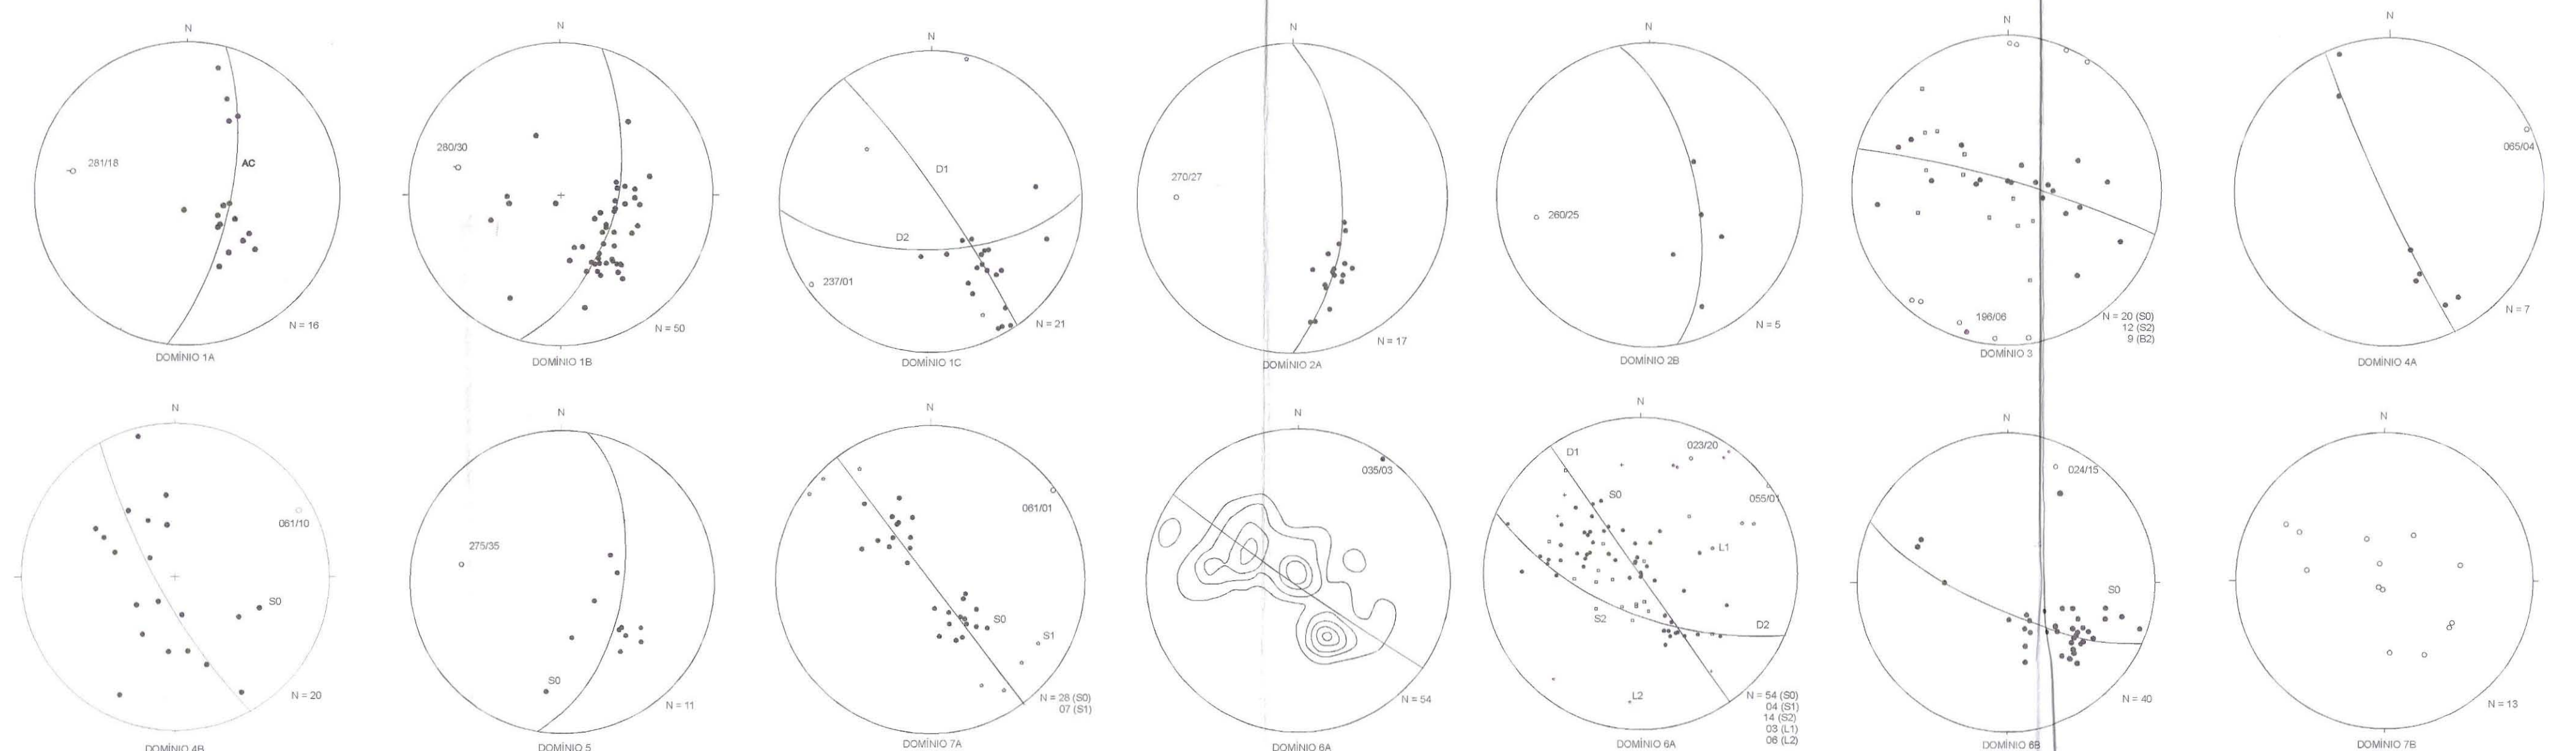 N
281/18
AC
N = 16
DOMÍNIO 1A
N
280/30
N = 50
DOMÍNIO 1B
N
D1
D2
237/01
N = 21
DOMÍNIO 1C
N
270/27
N = 17
DOMÍNIO 2A
N
260/25
N = 5
DOMÍNIO 2B
N
196/06
N = 20 (S0)
12 (S2)
9 (B2)
DOMÍNIO 3
N
065/04
N = 7
DOMÍNIO 4A
N
061/10
S0
N = 20
DOMÍNIO 4B
N
275/35
S0
N = 11
DOMÍNIO 5
N
061/01
S0
S1
N = 28 (S0)
07 (S1)
DOMÍNIO 7A
N
035/03
N = 54
DOMÍNIO 6A
N
D1
023/20
S0
055/01
L1
S2
D2
L2
N = 54 (S0)
04 (S1)
14 (S2)
03 (L1)
06 (L2)
DOMÍNIO 6A
N
024/15
S0
N = 40
DOMÍNIO 6B
N
N = 13
DOMÍNIO 7B